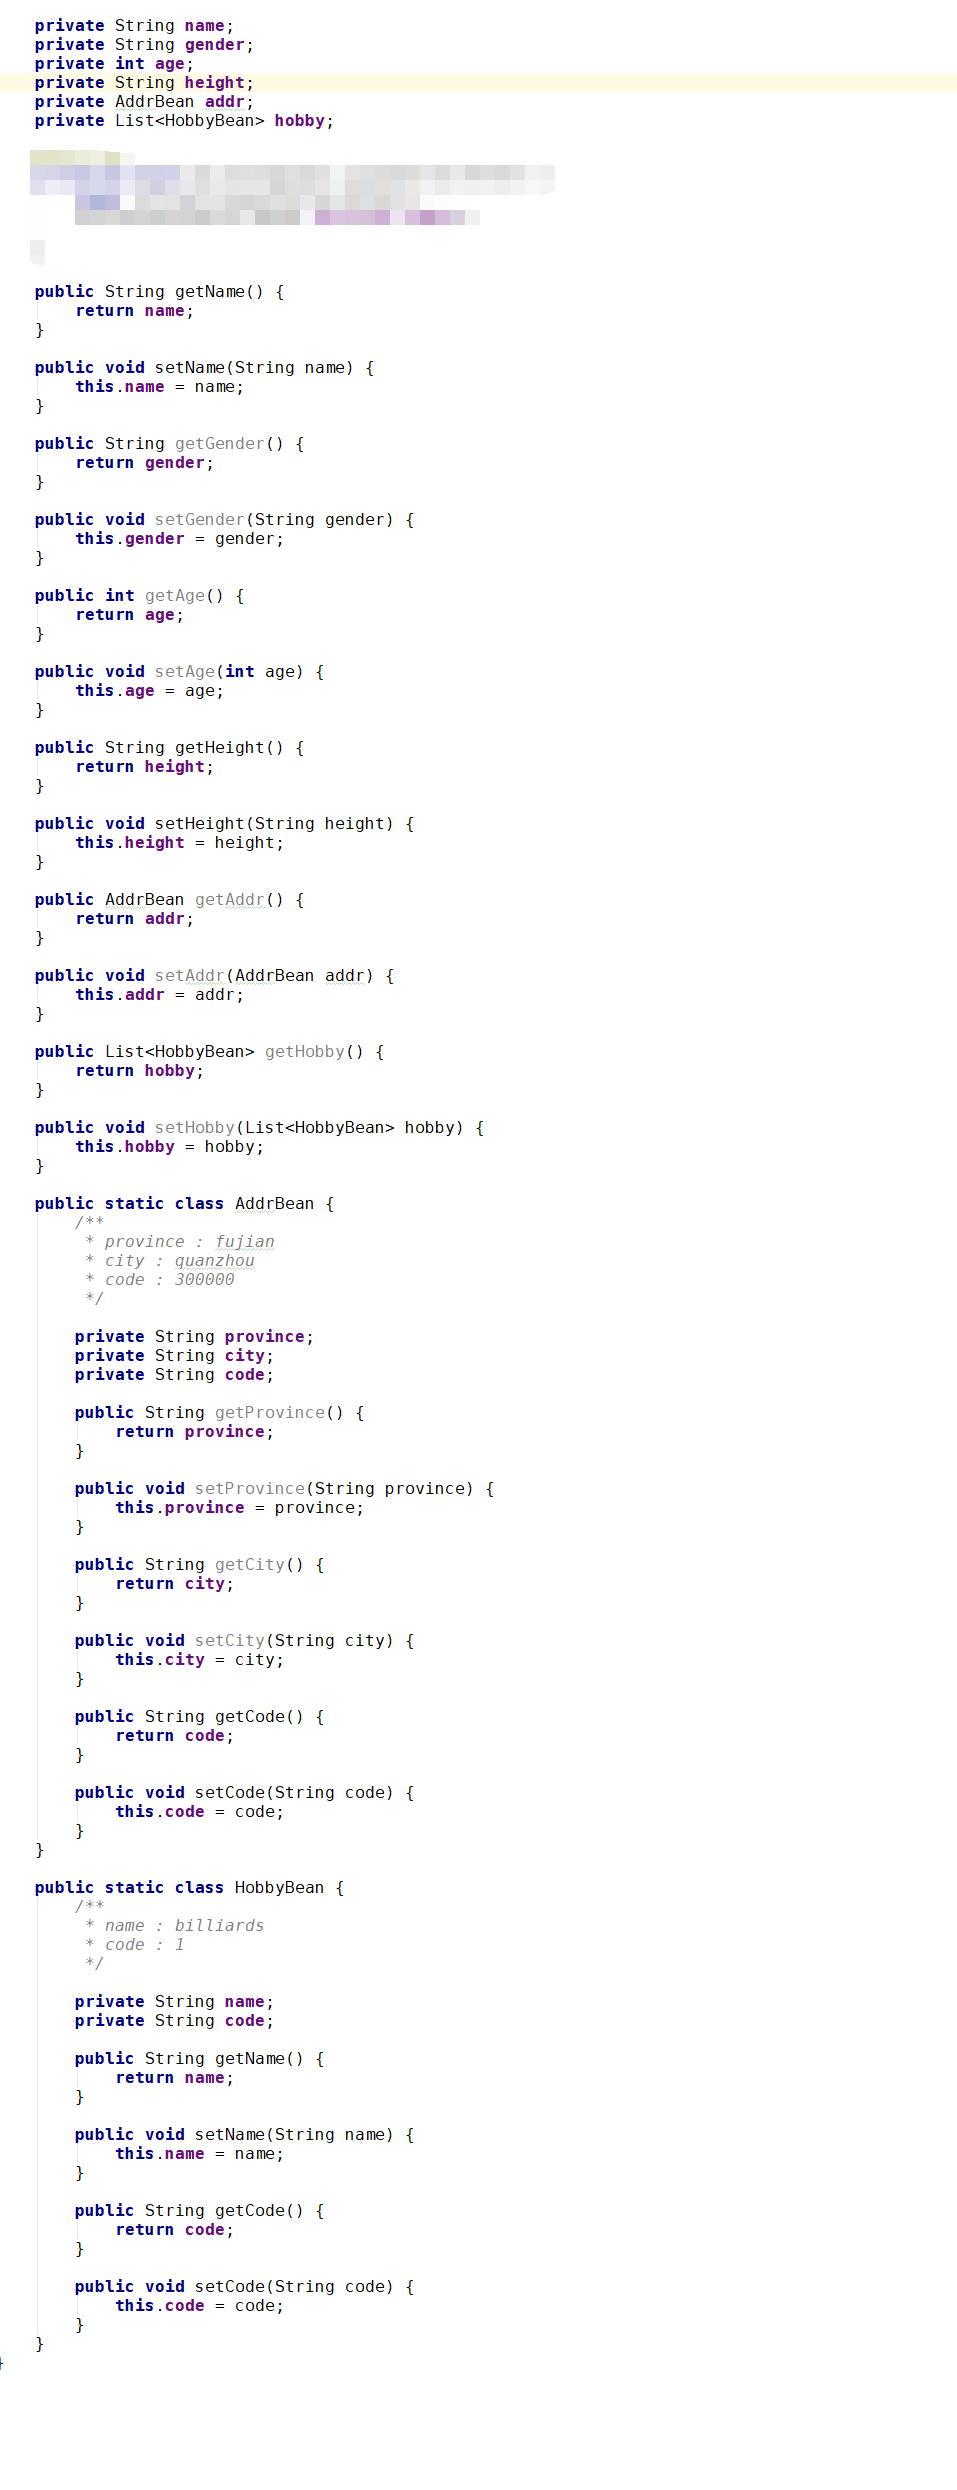 private String name;
private String gender;
private int age;
private String height;
private AddrBean addr;
private List<HobbyBean> hobby;
public String getName() {
return name;
}
public void setName(String name) {
this.name = name;
}
public String getGender() {
return gender;
}
public void setGender(String gender) {
this.gender = gender;
}
public int getAge() {
return age;
}
public void setAge(int age) {
this.age = age;
}
public String getHeight() {
return height;
}
public void setHeight(String height) {
this.height = height;
}
public AddrBean getAddr() {
return addr;
}
public void setAddr(AddrBean addr) {
this.addr = addr;
}
public List<HobbyBean> getHobby() {
return hobby;
}
public void setHobby(List<HobbyBean> hobby) {
this.hobby = hobby;
}
public static class AddrBean {
/**
* province : fujian
* city : quanzhou
* code : 300000
*/
private String province;
private String city;
private String code;
public String getProvince() {
return province;
}
public void setProvince(String province) {
this.province = province;
}
public String getCity() {
return city;
}
public void setCity(String city) {
this.city = city;
}
public String getCode() {
return code;
}
public void setCode(String code) {
this.code = code;
}
}
public static class HobbyBean {
/**
* name : billiards
* code : 1
*/
private String name;
private String code;
public String getName() {
return name;
}
public void setName(String name) {
this.name = name;
}
public String getCode() {
return code;
}
public void setCode(String code) {
this.code = code;
}
}
}